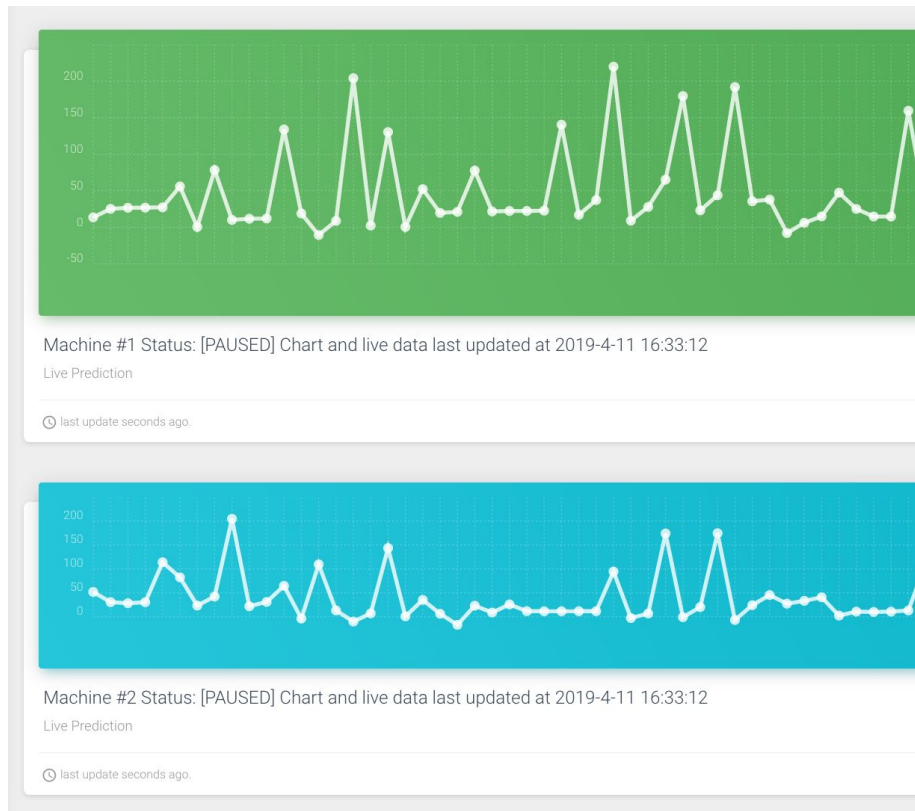 200
150
100
50
0
-50
Machine #1 Status: [PAUSED] Chart and live data last updated at 2019-4-11 16:33:12
Live Prediction
last update seconds ago.
200
150
100
50
0
Machine #2 Status: [PAUSED] Chart and live data last updated at 2019-4-11 16:33:12
Live Prediction
last update seconds ago.